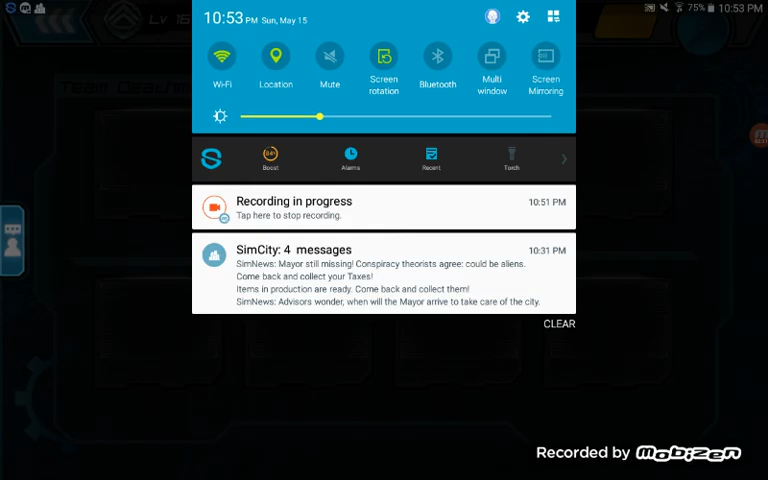 Lv 16
75% 10:53 PM
10:53 PM Sun, May 15
Wi-Fi
Location
Mute
Screen rotation
Bluetooth
Multi window
Screen Mirroring
84%
Boost
Alarms
Recent
Torch
Recording in progress
10:51 PM
Tap here to stop recording.
SimCity: 4 messages
10:31 PM
SimNews: Mayor still missing! Conspiracy theorists agree: could be aliens.
Come back and collect your Taxes!
Items in production are ready. Come back and collect them!
SimNews: Advisors wonder, when will the Mayor arrive to take care of the city.
CLEAR
Recorded by MOBIZEN